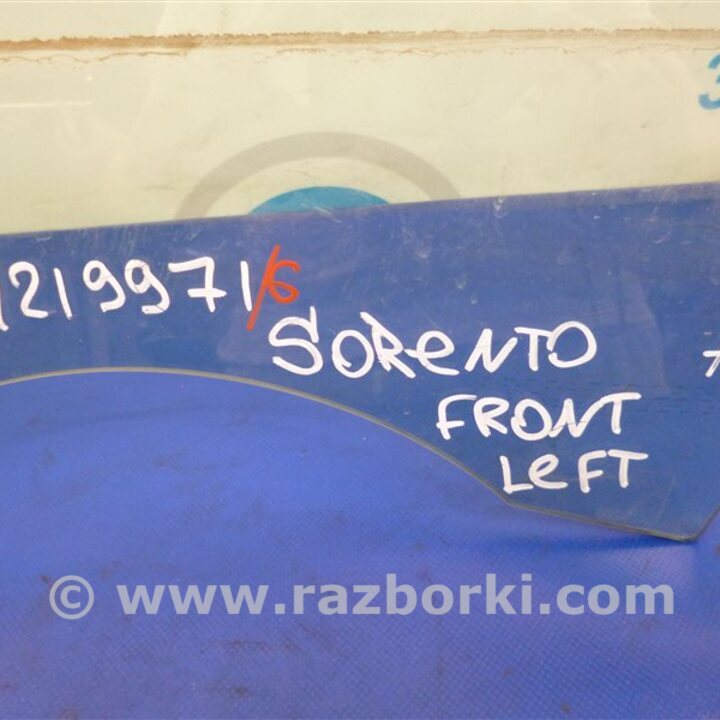 1219971/6
SORENTO
FRONT
LEFT
© www.razborki.com